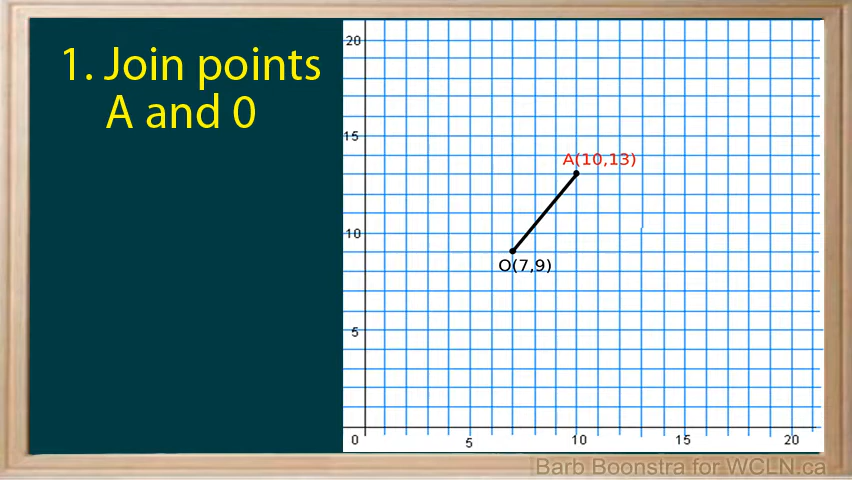 1. Join points
A and 0
20
15
A(10,13)
10
O(7,9)
5
0
5
10
15
20
Barb Boonstra for WCLN.ca